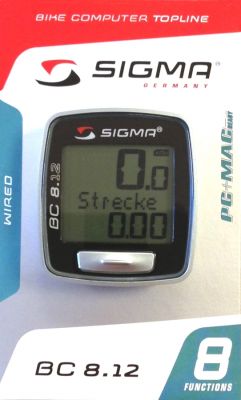 BIKE COMPUTER TOPLINE
SIGMA®
GERMANY
PC+MAC
WIRED
SIGMA®
0.0
Strecke
0.00
BC 8.12
BC 8.12
8
FUNCTIONS